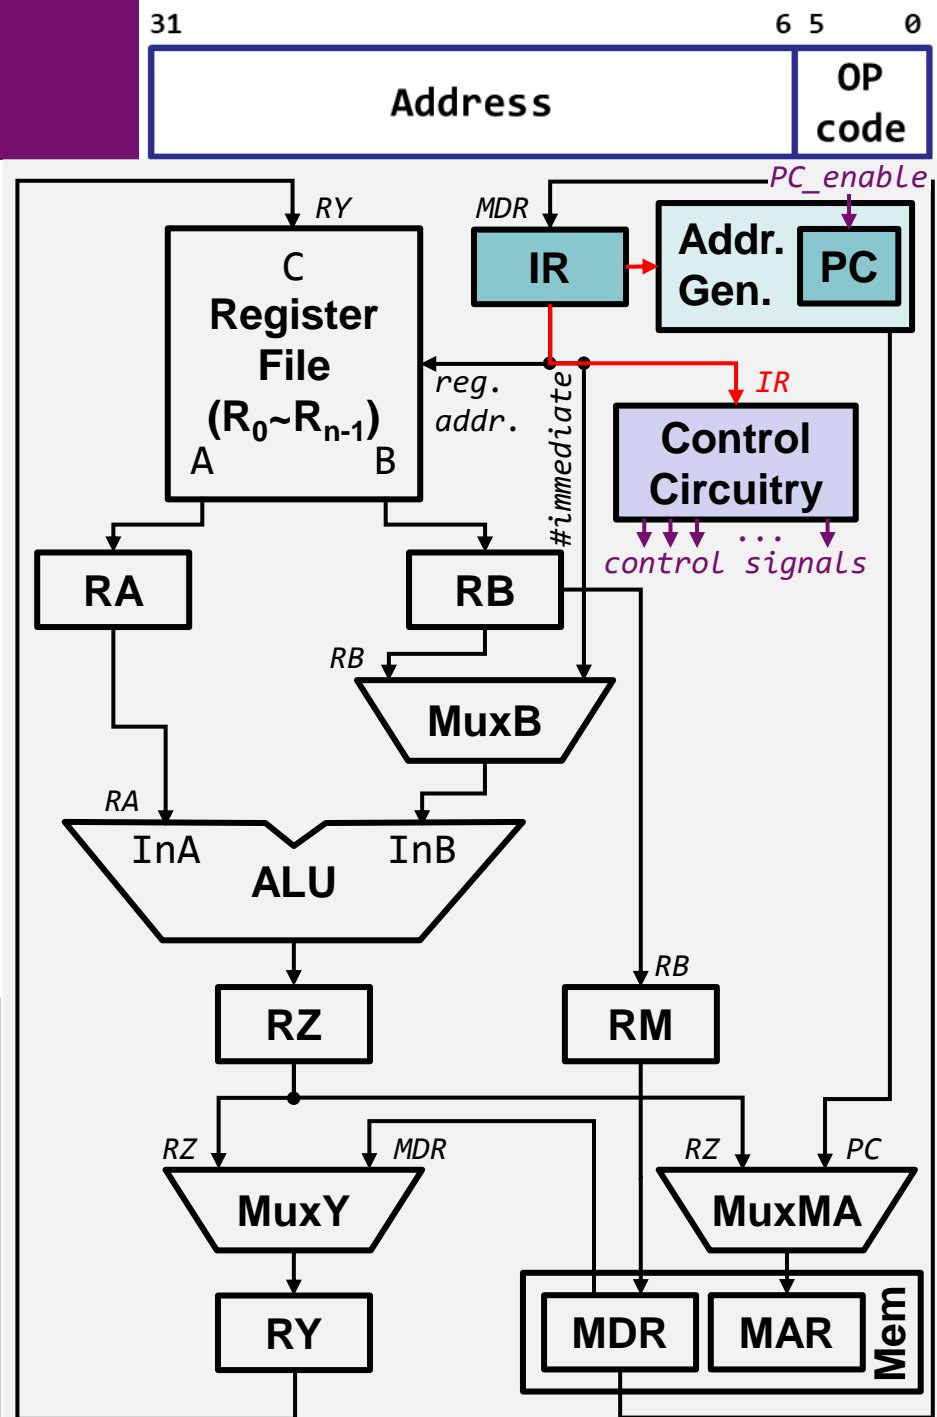 31 6 5 0
Address
OP
code
PC_enable
RY
MDR
C
Register
File
(R0~Rn-1)
A B
IR
Addr.
Gen.
PC
reg.
addr.
#immediate
IR
Control
Circuitry
...
control signals
RA
RB
RB
MuxB
RA
InA InB
ALU
RB
RZ
RM
RZ MDR
RZ PC
MuxY
MuxMA
RY
MDR
MAR
Mem